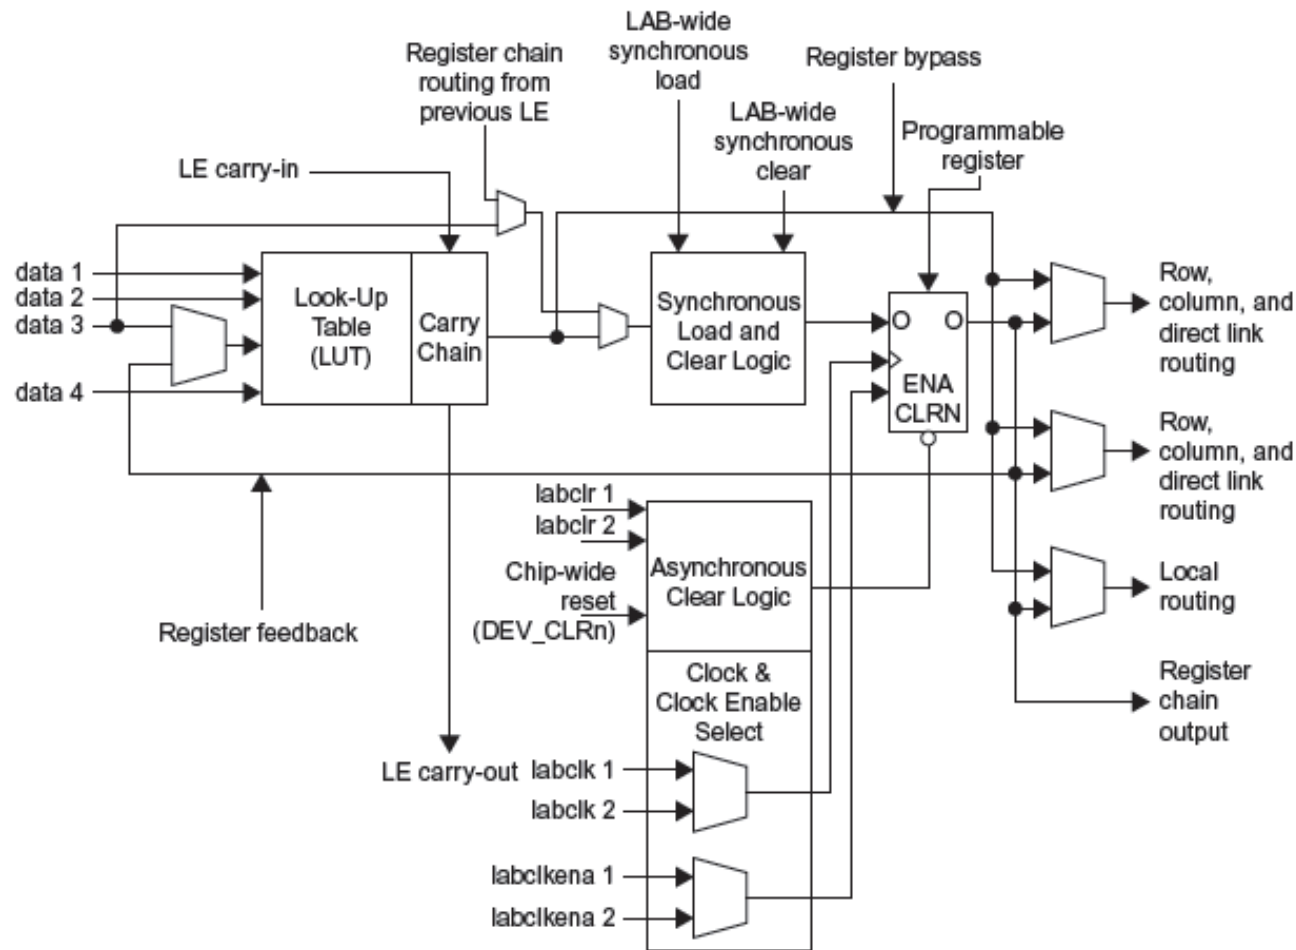 LAB-wide
synchronous
load
Register chain
routing from
previous LE
Register bypass
LAB-wide
synchronous
clear
Programmable
register
LE carry-in
data 1
data 2
data 3
data 4
Look-Up
Table
(LUT)
Carry
Chain
Synchronous
Load and
Clear Logic
O O
ENA
CLRN
Row,
column, and
direct link
routing
Row,
column, and
direct link
routing
Local
routing
Register
chain
output
Register feedback
labclr 1
labclr 2
Chip-wide
reset
(DEV_CLRn)
Asynchronous
Clear Logic
Clock &
Clock Enable
Select
LE carry-out
labclk 1
labclk 2
labclkena 1
labclkena 2